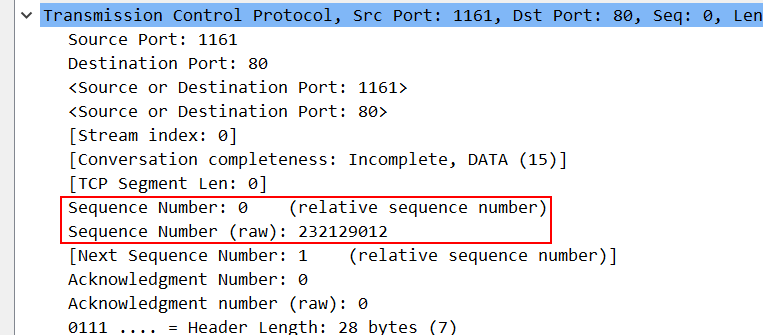 Transmission Control Protocol, Src Port: 1161, Dst Port: 80, Seq: 0, Len
Source Port: 1161
Destination Port: 80
<Source or Destination Port: 1161>
<Source or Destination Port: 80>
[Stream index: 0]
[Conversation completeness: Incomplete, DATA (15)]
[TCP Segment Len: 0]
Sequence Number: 0    (relative sequence number)
Sequence Number (raw): 232129012
[Next Sequence Number: 1    (relative sequence number)]
Acknowledgment Number: 0
Acknowledgment number (raw): 0
0111 .... = Header Length: 28 bytes (7)